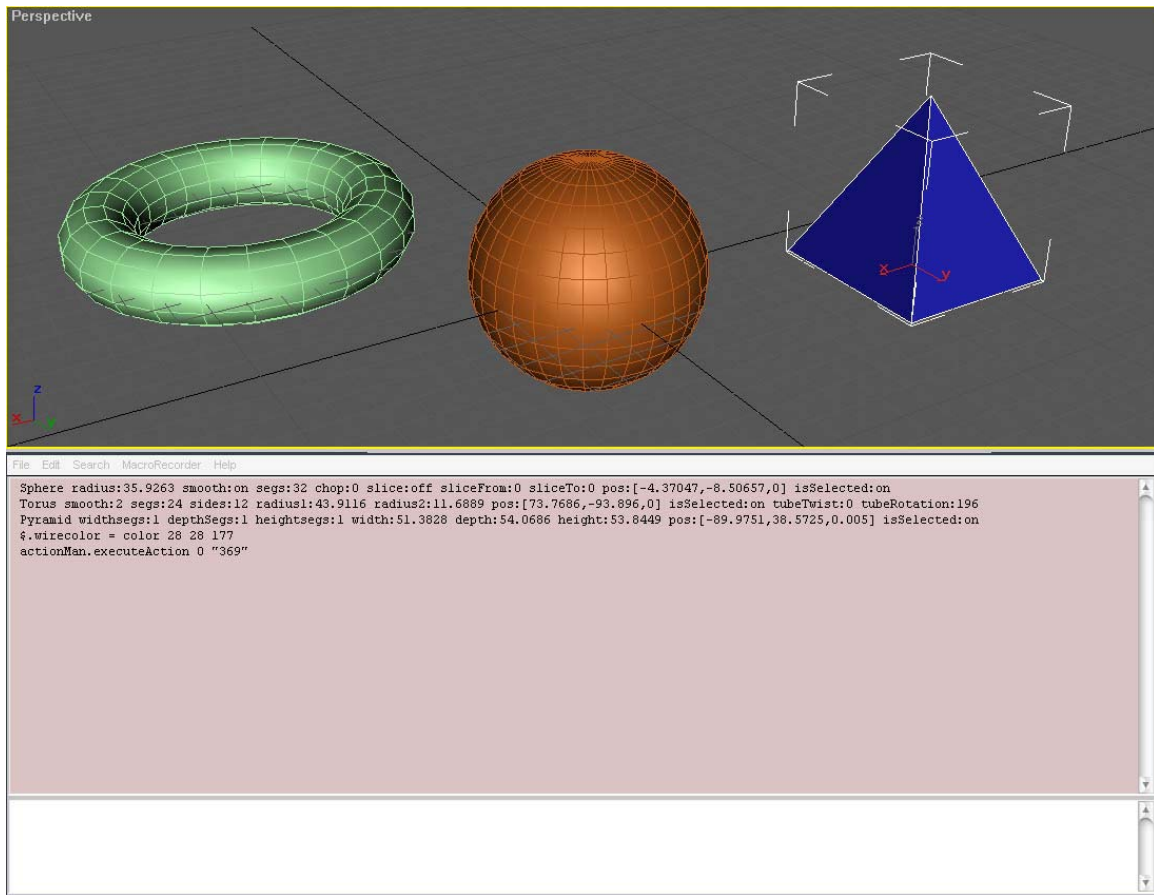 Perspective
z
x
y
x
y
File Edit Search MacroRecorder Help
Sphere radius:35.9263 smooth:on segs:32 chop:0 slice:off sliceFrom:0 sliceTo:0 pos:[-4.37047,-8.50657,0] isSelected:on
Torus smooth:2 segs:24 sides:12 radius1:43.9116 radius2:11.6889 pos:[73.7686,-93.896,0] isSelected:on tubeTwist:0 tubeRotation:196
Pyramid widthsegs:1 depthSegs:1 heightsegs:1 width:51.3828 depth:54.0686 height:53.8449 pos:[-89.9751,38.5725,0.005] isSelected:on
$.wirecolor = color 28 28 177
actionMan.executeAction 0 "369"